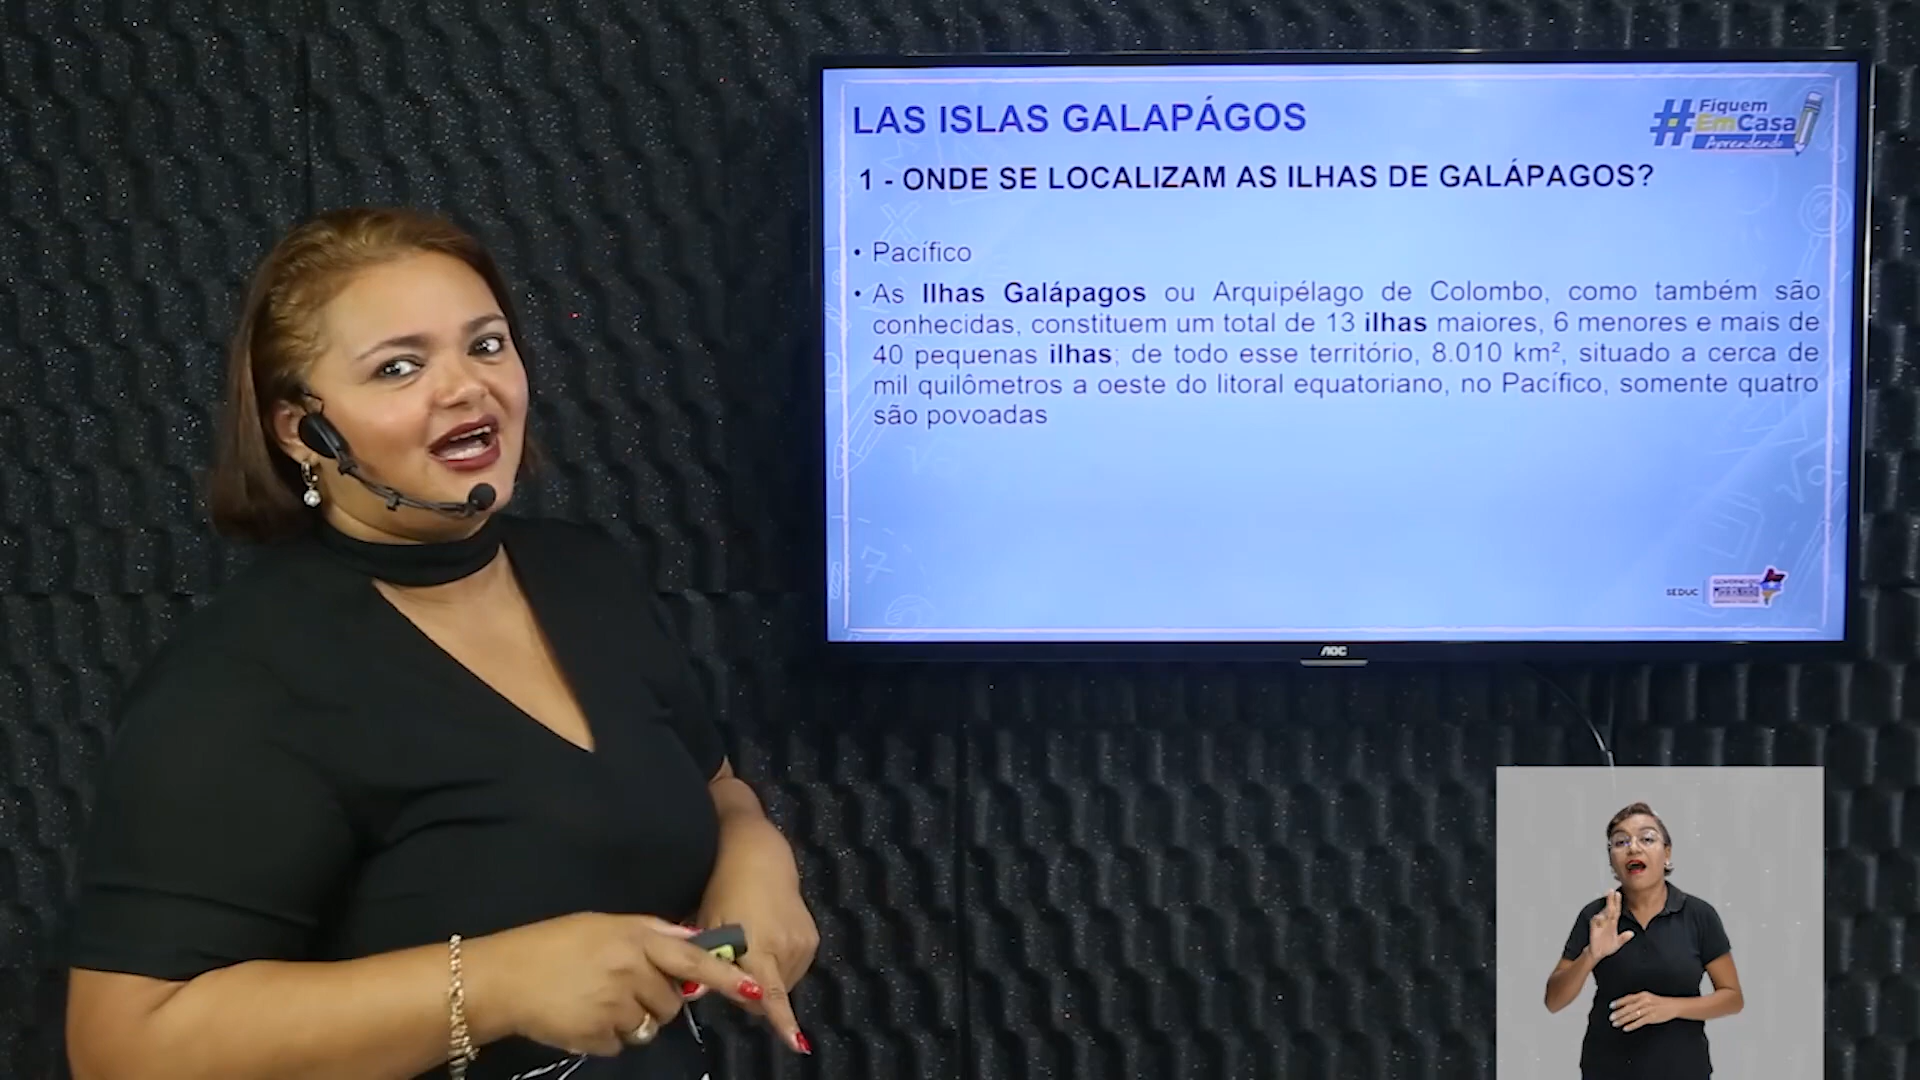 LAS ISLAS GALAPÁGOS
#Fiquem
EmCasa
Aprendendo
1 - ONDE SE LOCALIZAM AS ILHAS DE GALÁPAGOS?
• Pacífico
• As Ilhas Galápagos ou Arquipélago de Colombo, como também são
conhecidas, constituem um total de 13 ilhas maiores, 6 menores e mais de
40 pequenas ilhas; de todo esse território, 8.010 km², situado a cerca de
mil quilômetros a oeste do litoral equatoriano, no Pacífico, somente quatro
são povoadas
SEDUC
AOC